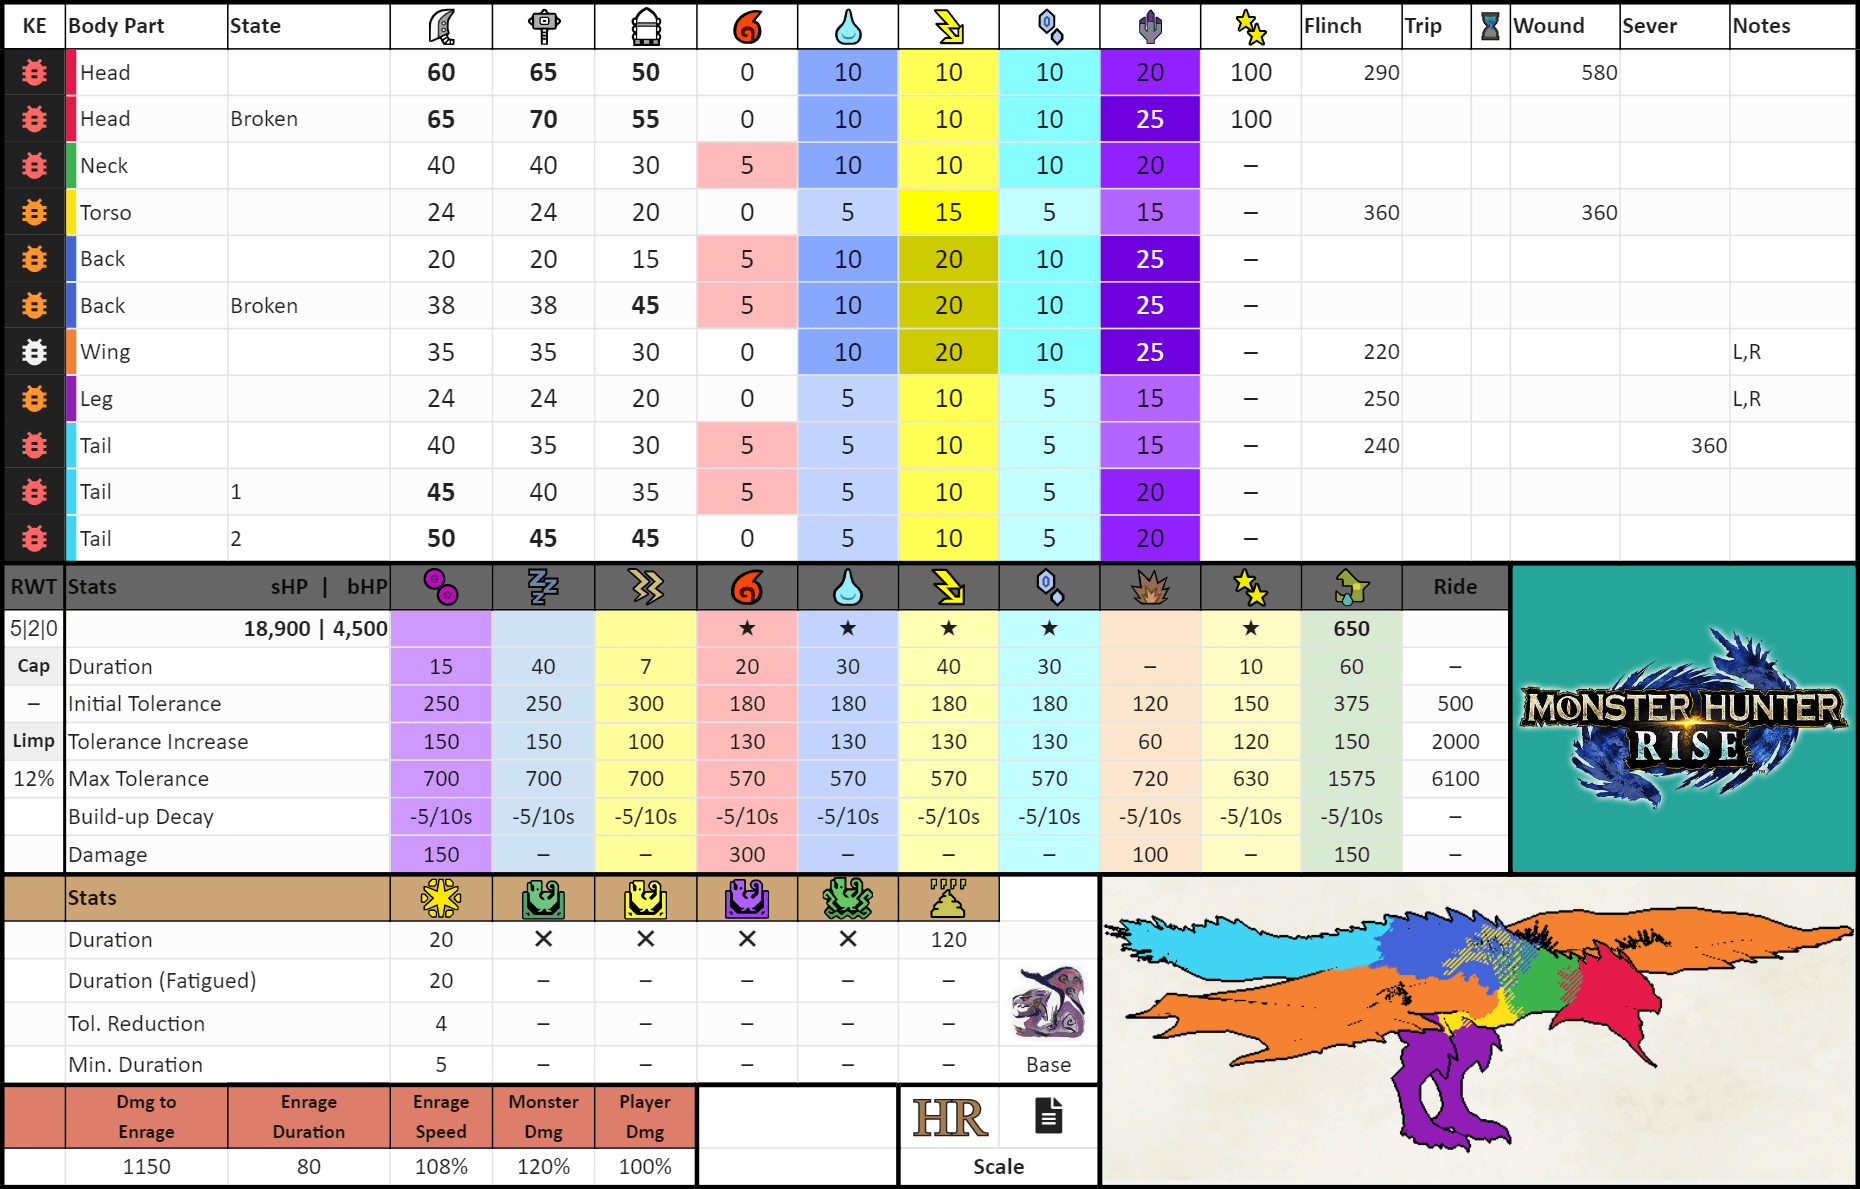 KE Body Part State Flinch Trip Wound Sever Notes
Head 60 65 50 0 10 10 10 20 100 290 580
Head Broken 65 70 55 0 10 10 10 25 100
Neck 40 40 30 5 10 10 10 20 –
Torso 24 24 20 0 5 15 5 15 – 360 360
Back 20 20 15 5 10 20 10 25 –
Back Broken 38 38 45 5 10 20 10 25 –
Wing 35 35 30 0 10 20 10 25 – 220 L,R
Leg 24 24 20 0 5 10 5 15 – 250 L,R
Tail 40 35 30 5 5 10 5 15 – 240 360
Tail 1 45 40 35 5 5 10 5 20 –
Tail 2 50 45 45 0 5 10 5 20 –
RWT Stats sHP | bHP Ride
5|2|0 18,900 | 4,500 ★ ★ ★ ★ ★ 650
Cap Duration 15 40 7 20 30 40 30 – 10 60 –
– Initial Tolerance 250 250 300 180 180 180 180 120 150 375 500
Limp Tolerance Increase 150 150 100 130 130 130 130 60 120 150 2000
12% Max Tolerance 700 700 700 570 570 570 570 720 630 1575 6100
Build-up Decay -5/10s -5/10s -5/10s -5/10s -5/10s -5/10s -5/10s -5/10s -5/10s -5/10s –
Damage 150 – – 300 – – – 100 – 150 –
MONSTER HUNTER
RISE
Stats
Duration 20 ✕ ✕ ✕ ✕ 120
Duration (Fatigued) 20 – – – – –
Tol. Reduction 4 – – – – –
Min. Duration 5 – – – – – Base
Dmg to Enrage Enrage Monster Player
Enrage Duration Speed Dmg Dmg
HR
1150 80 108% 120% 100% Scale